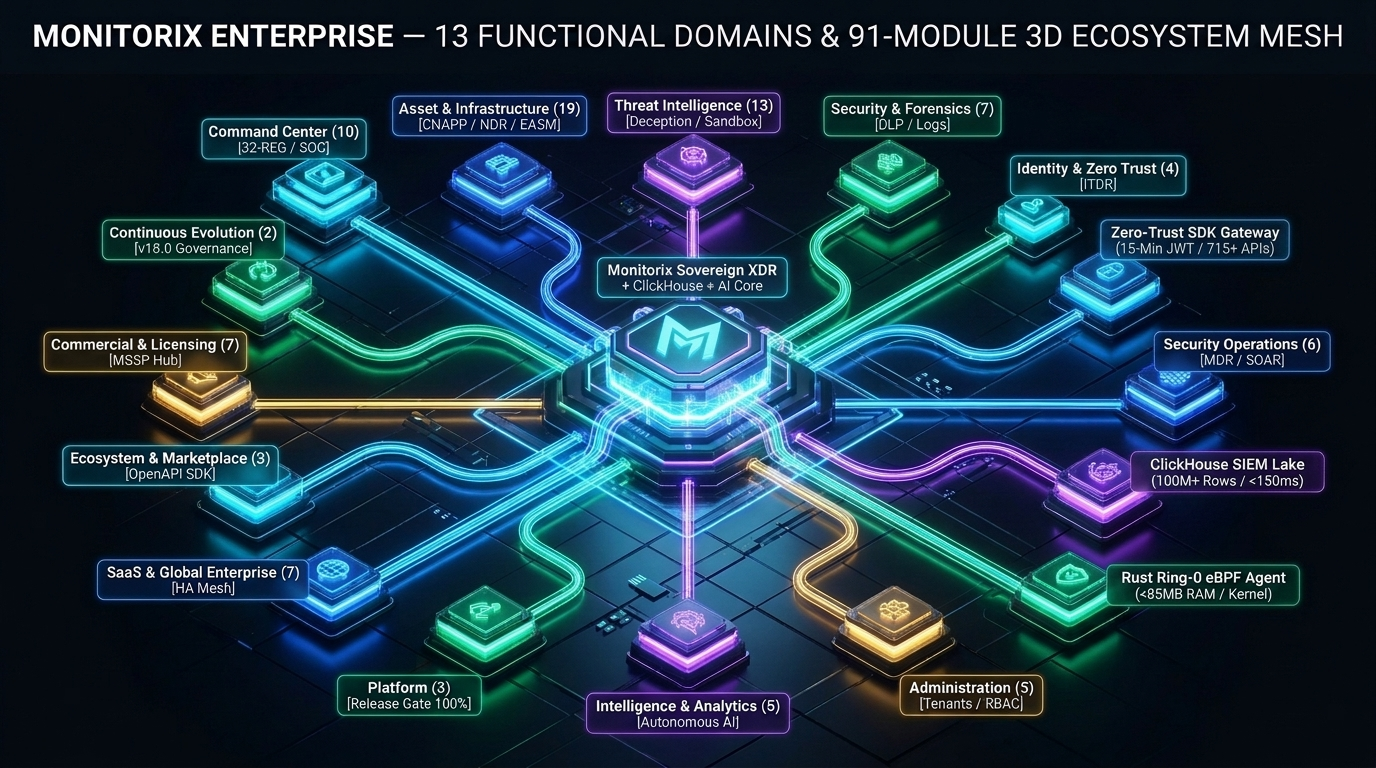 MONITORIX ENTERPRISE — 13 FUNCTIONAL DOMAINS & 91-MODULE 3D ECOSYSTEM MESH
Asset & Infrastructure (19)
[CNAPP / NDR / EASM]
Threat Intelligence (13)
[Deception / Sandbox]
Security & Forensics (7)
[DLP / Logs]
Command Center (10)
[32-REG / SOC]
Identity & Zero Trust (4)
[ITDR]
Continuous Evolution (2)
[v18.0 Governance]
Zero-Trust SDK Gateway
(15-Min JWT / 715+ APIs)
Monitorix Sovereign XDR
+ ClickHouse + AI Core
M
Commercial & Licensing (7)
[MSSP Hub]
Security Operations (6)
[MDR / SOAR]
Ecosystem & Marketplace (3)
[OpenAPI SDK]
ClickHouse SIEM Lake
(100M+ Rows / <150ms)
SaaS & Global Enterprise (7)
[HA Mesh]
Rust Ring-0 eBPF Agent
(<85MB RAM / Kernel)
Platform (3)
[Release Gate 100%]
Intelligence & Analytics (5)
[Autonomous AI]
Administration (5)
[Tenants / RBAC]